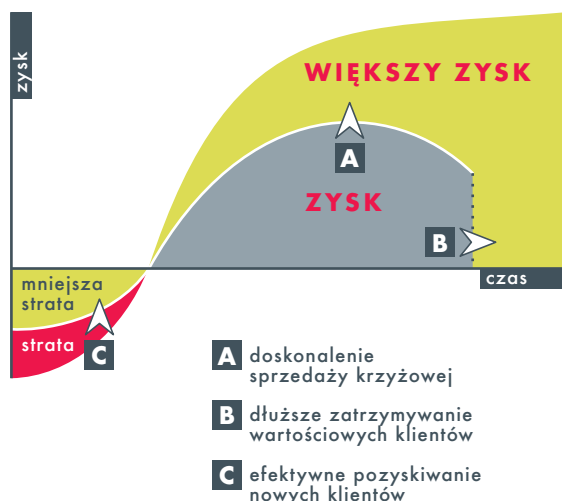 zysk
WIĘKSZY ZYSK
A
ZYSK
B
czas
mniejsza
strata
strata
C
A doskonalenie
sprzedaży krzyżowej
B dłuższe zatrzymywanie
wartościowych klientów
C efektywne pozyskiwanie
nowych klientów